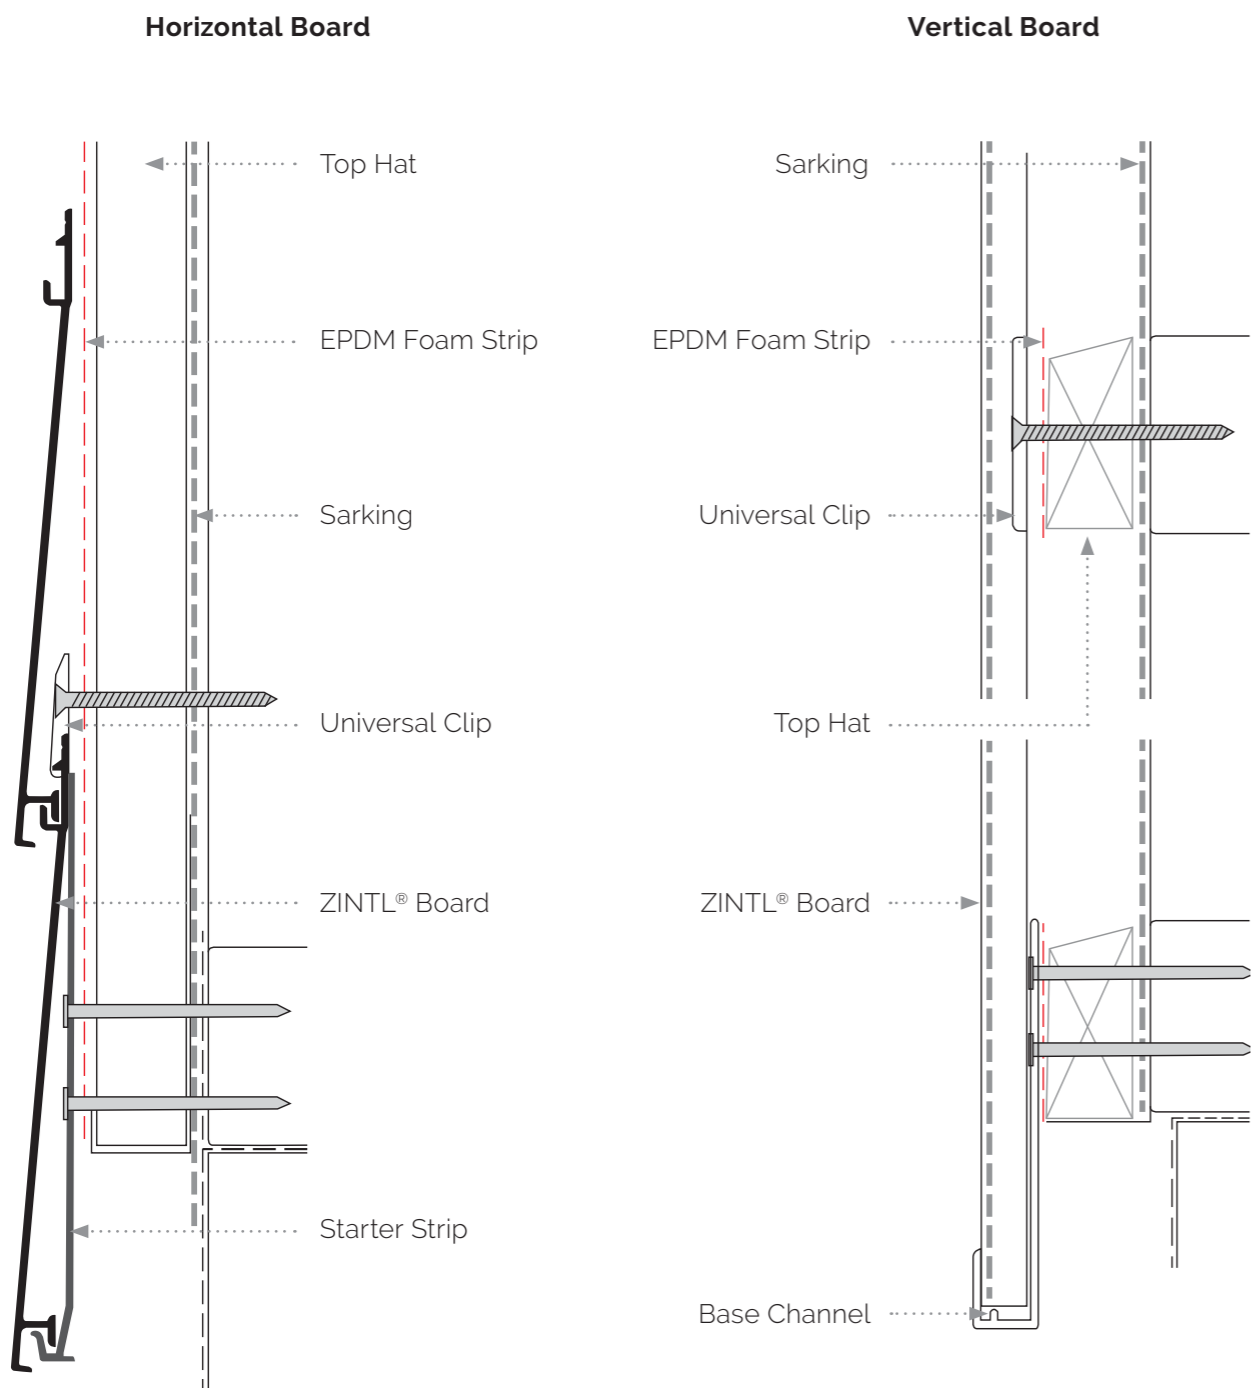 Horizontal Board
Top Hat
EPDM Foam Strip
Sarking
Universal Clip
ZINTL® Board
Starter Strip
Vertical Board
Sarking
EPDM Foam Strip
Universal Clip
Top Hat
ZINTL® Board
Base Channel